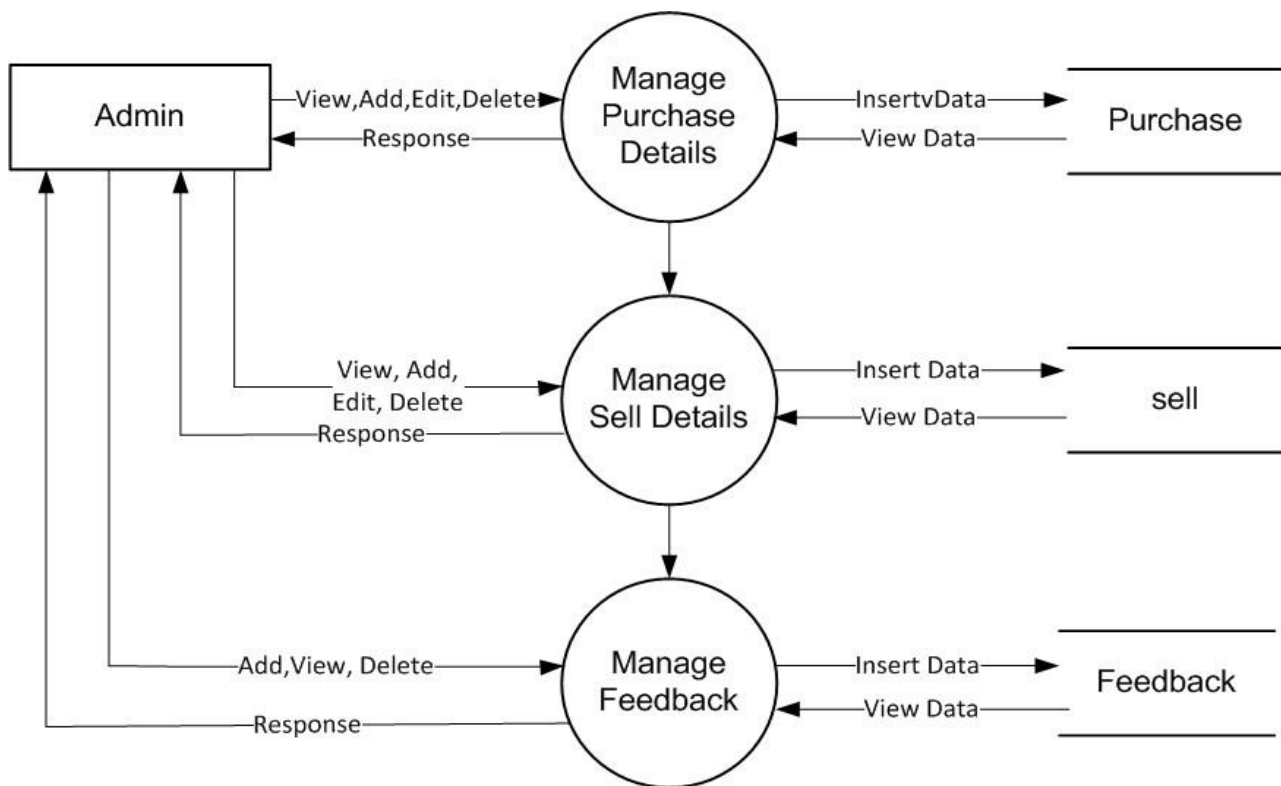 Admin
View,Add,Edit,Delete
Response
Manage
Purchase
Details
InsertvData
View Data
Purchase
View, Add,
Edit, Delete
Response
Manage
Sell Details
Insert Data
View Data
sell
Add,View, Delete
Response
Manage
Feedback
Insert Data
View Data
Feedback